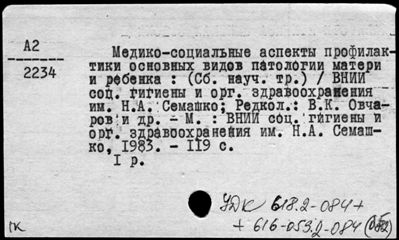 А2
2234
Медико-социальные аспекты профилак-
тики основных видов патологии матери
и ребенка : (Сб. науч. тр.) / ВНИИ
соц. гигиены и орг. здравоохранения
им. Н.А. Семашко; Редкол.: В.К. Овча-
ров и др. - М. : ВНИИ соц. гигиены и
орг. здравоохранения им. Н.А. Семаш-
ко, 1983. - 119 с.
1 р.
УДК 618.2-084+
+ 616-053.2-084
ПК